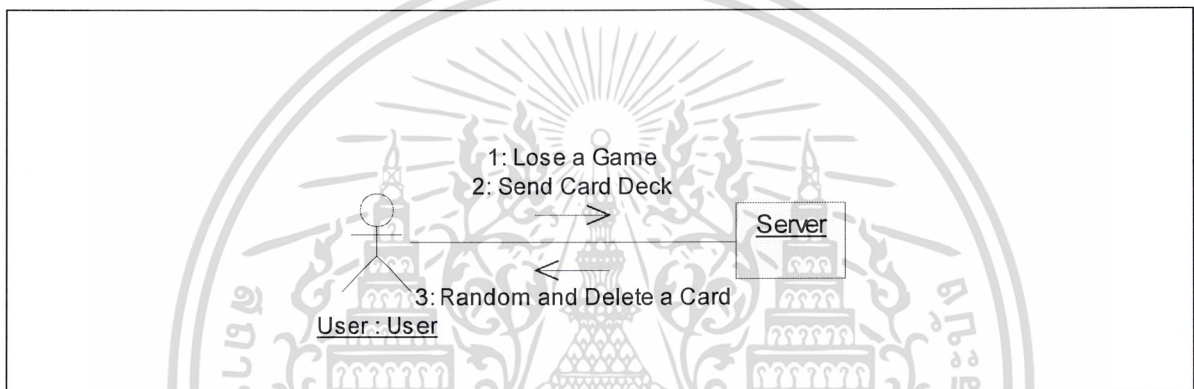 1: Lose a Game
2: Send Card Deck
Server
3: Random and Delete a Card
User : User